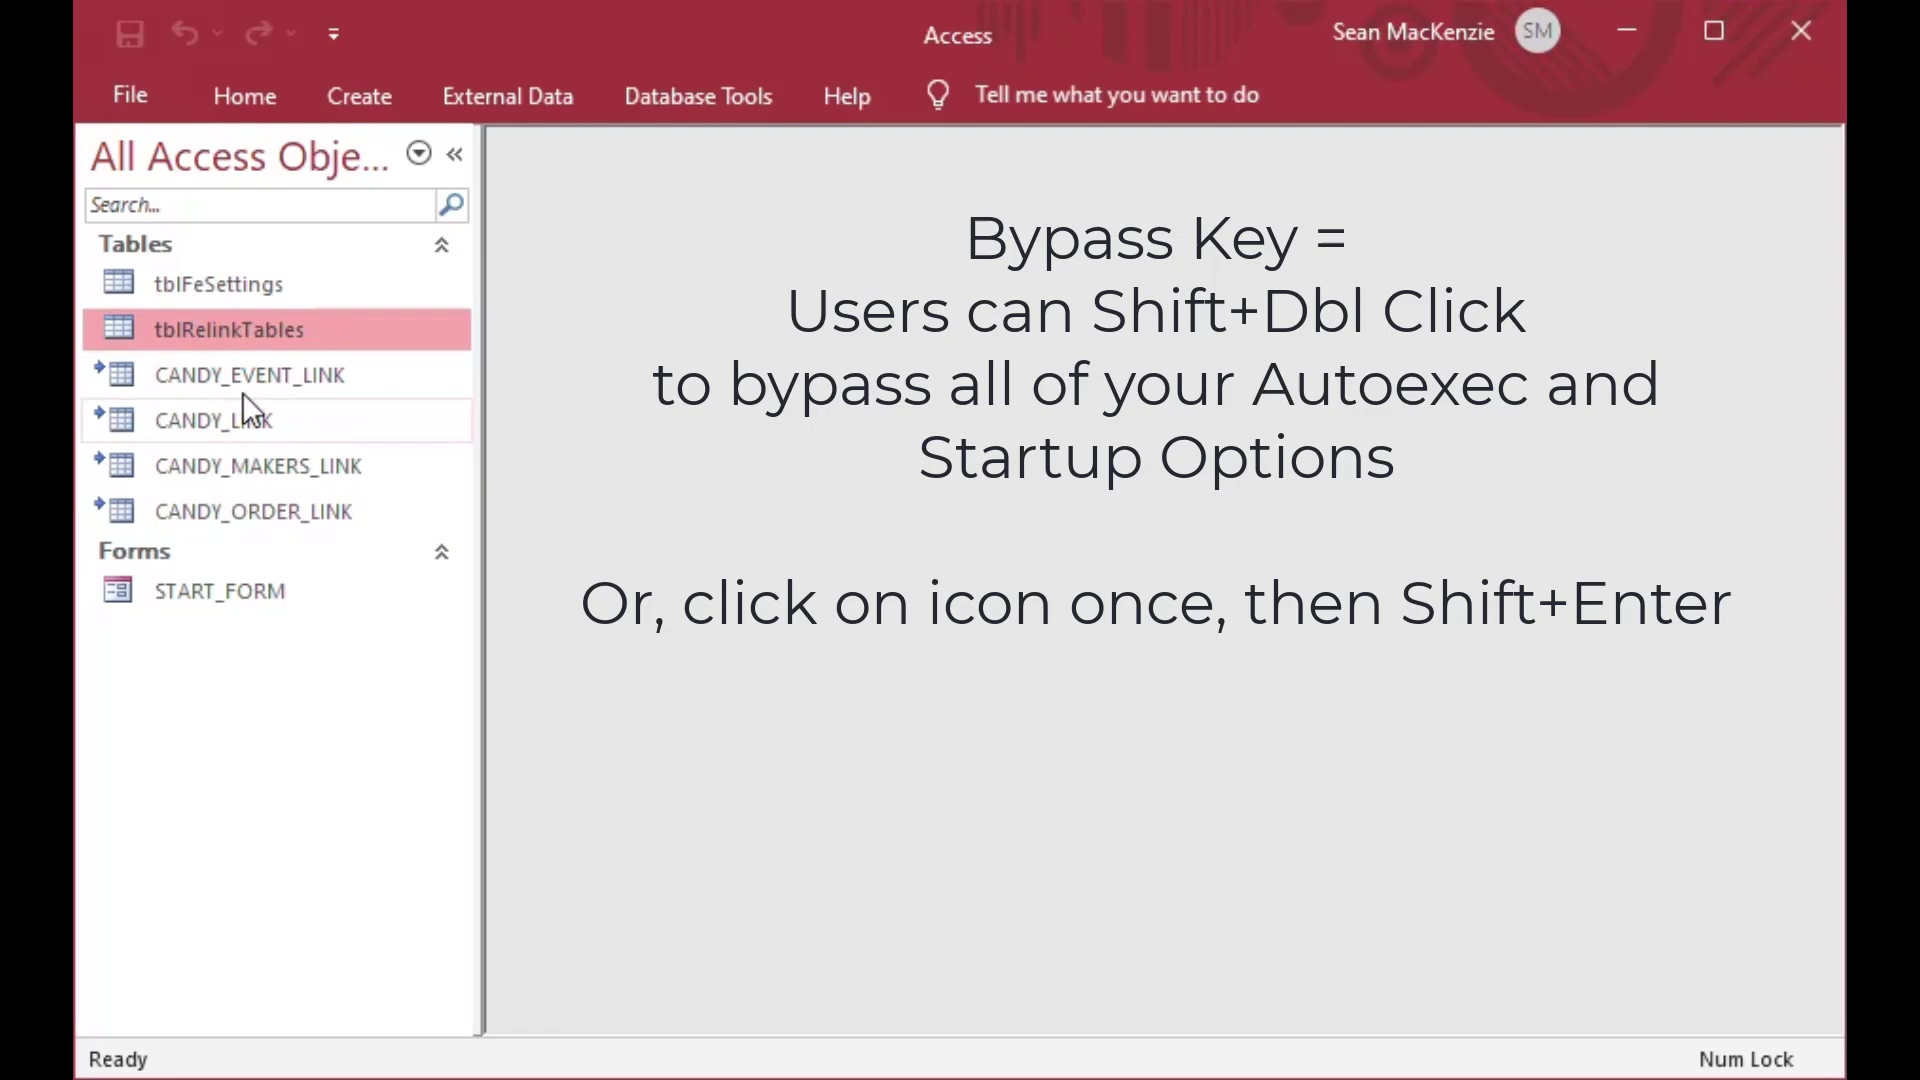 Access
Sean MacKenzie
SM
File
Home
Create
External Data
Database Tools
Help
Tell me what you want to do
All Access Obje...
Search...
Tables
tblFeSettings
tblRelinkTables
CANDY_EVENT_LINK
CANDY_LINK
CANDY_MAKERS_LINK
CANDY_ORDER_LINK
Forms
START_FORM
Bypass Key =
Users can Shift+Dbl Click
to bypass all of your Autoexec and
Startup Options
Or, click on icon once, then Shift+Enter
Ready
Num Lock